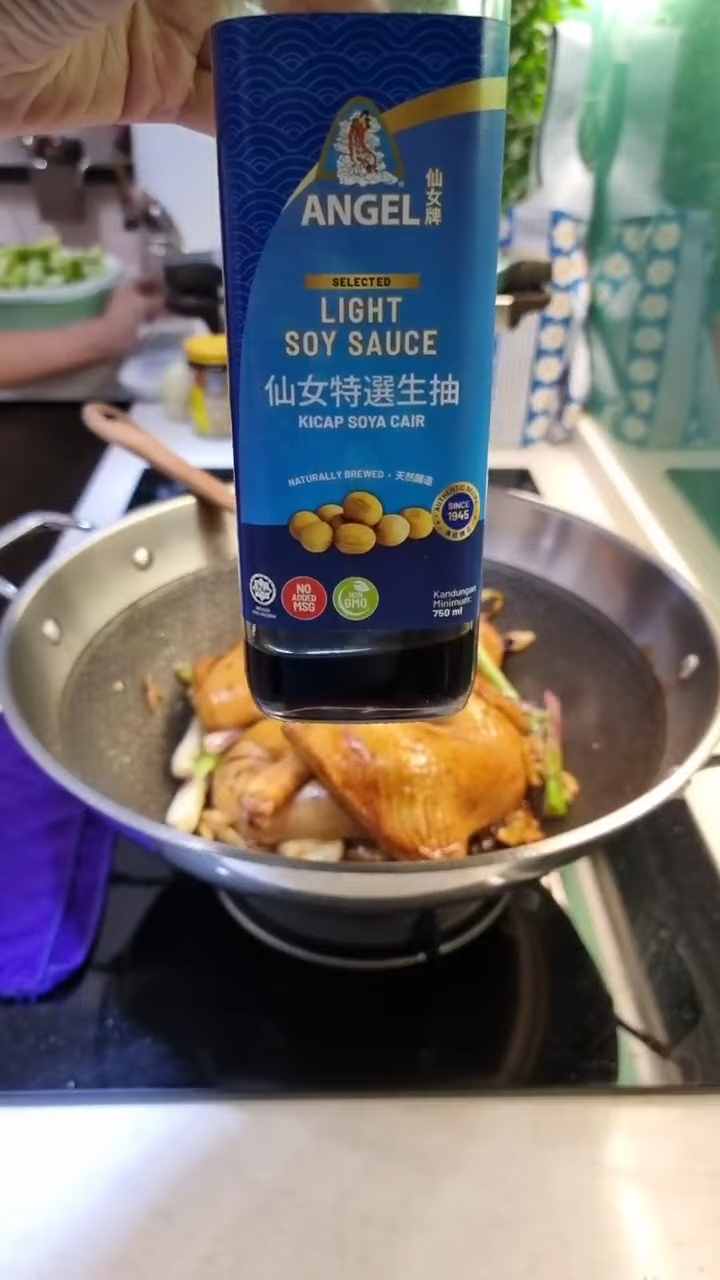 ANGEL
仙女牌
SELECTED
LIGHT
SOY SAUCE
仙女特選生抽
KICAP SOYA CAIR
NATURALLY BREWED • 天然釀造
SINCE
1945
NO
ADDED
MSG
NON
GMO
Kandungan
Minimum:
750 ml